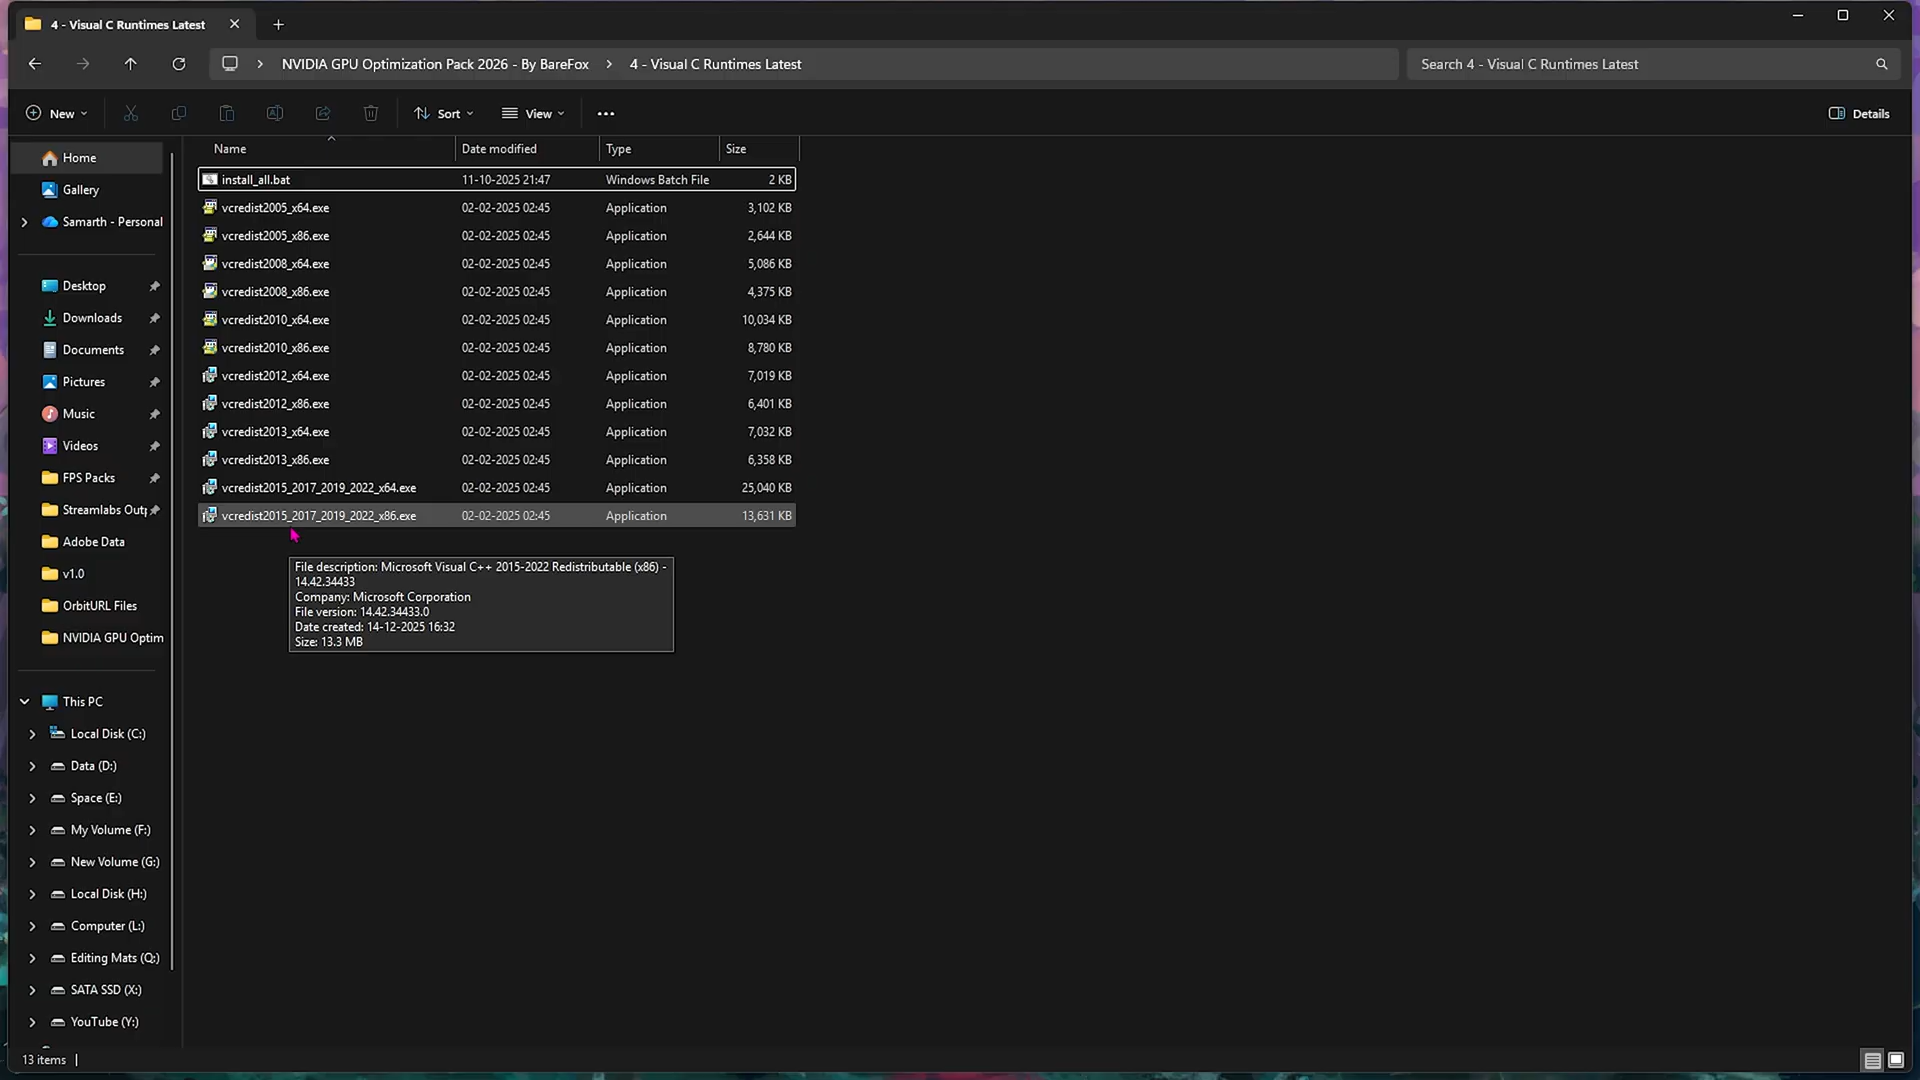 4 - Visual C Runtimes Latest
NVIDIA GPU Optimization Pack 2026 - By BareFox
4 - Visual C Runtimes Latest
Search 4 - Visual C Runtimes Latest
New
Sort
View
Details
Name
Date modified
Type
Size
install_all.bat 11-10-2025 21:47 Windows Batch File 2 KB
vcredist2005_x64.exe 02-02-2025 02:45 Application 3,102 KB
vcredist2005_x86.exe 02-02-2025 02:45 Application 2,644 KB
vcredist2008_x64.exe 02-02-2025 02:45 Application 5,086 KB
vcredist2008_x86.exe 02-02-2025 02:45 Application 4,375 KB
vcredist2010_x64.exe 02-02-2025 02:45 Application 10,034 KB
vcredist2010_x86.exe 02-02-2025 02:45 Application 8,780 KB
vcredist2012_x64.exe 02-02-2025 02:45 Application 7,019 KB
vcredist2012_x86.exe 02-02-2025 02:45 Application 6,401 KB
vcredist2013_x64.exe 02-02-2025 02:45 Application 7,032 KB
vcredist2013_x86.exe 02-02-2025 02:45 Application 6,358 KB
vcredist2015_2017_2019_2022_x64.exe 02-02-2025 02:45 Application 25,040 KB
vcredist2015_2017_2019_2022_x86.exe 02-02-2025 02:45 Application 13,631 KB
File description: Microsoft Visual C++ 2015-2022 Redistributable (x86) -
14.42.34433
Company: Microsoft Corporation
File version: 14.42.34433.0
Date created: 14-12-2025 16:32
Size: 13.3 MB
Home
Gallery
Samarth - Personal
Desktop
Downloads
Documents
Pictures
Music
Videos
FPS Packs
Streamlabs Outp
Adobe Data
v1.0
OrbitURL Files
NVIDIA GPU Optim
This PC
Local Disk (C:)
Data (D:)
Space (E:)
My Volume (F:)
New Volume (G:)
Local Disk (H:)
Computer (L:)
Editing Mats (Q:)
SATA SSD (X:)
YouTube (Y:)
13 items